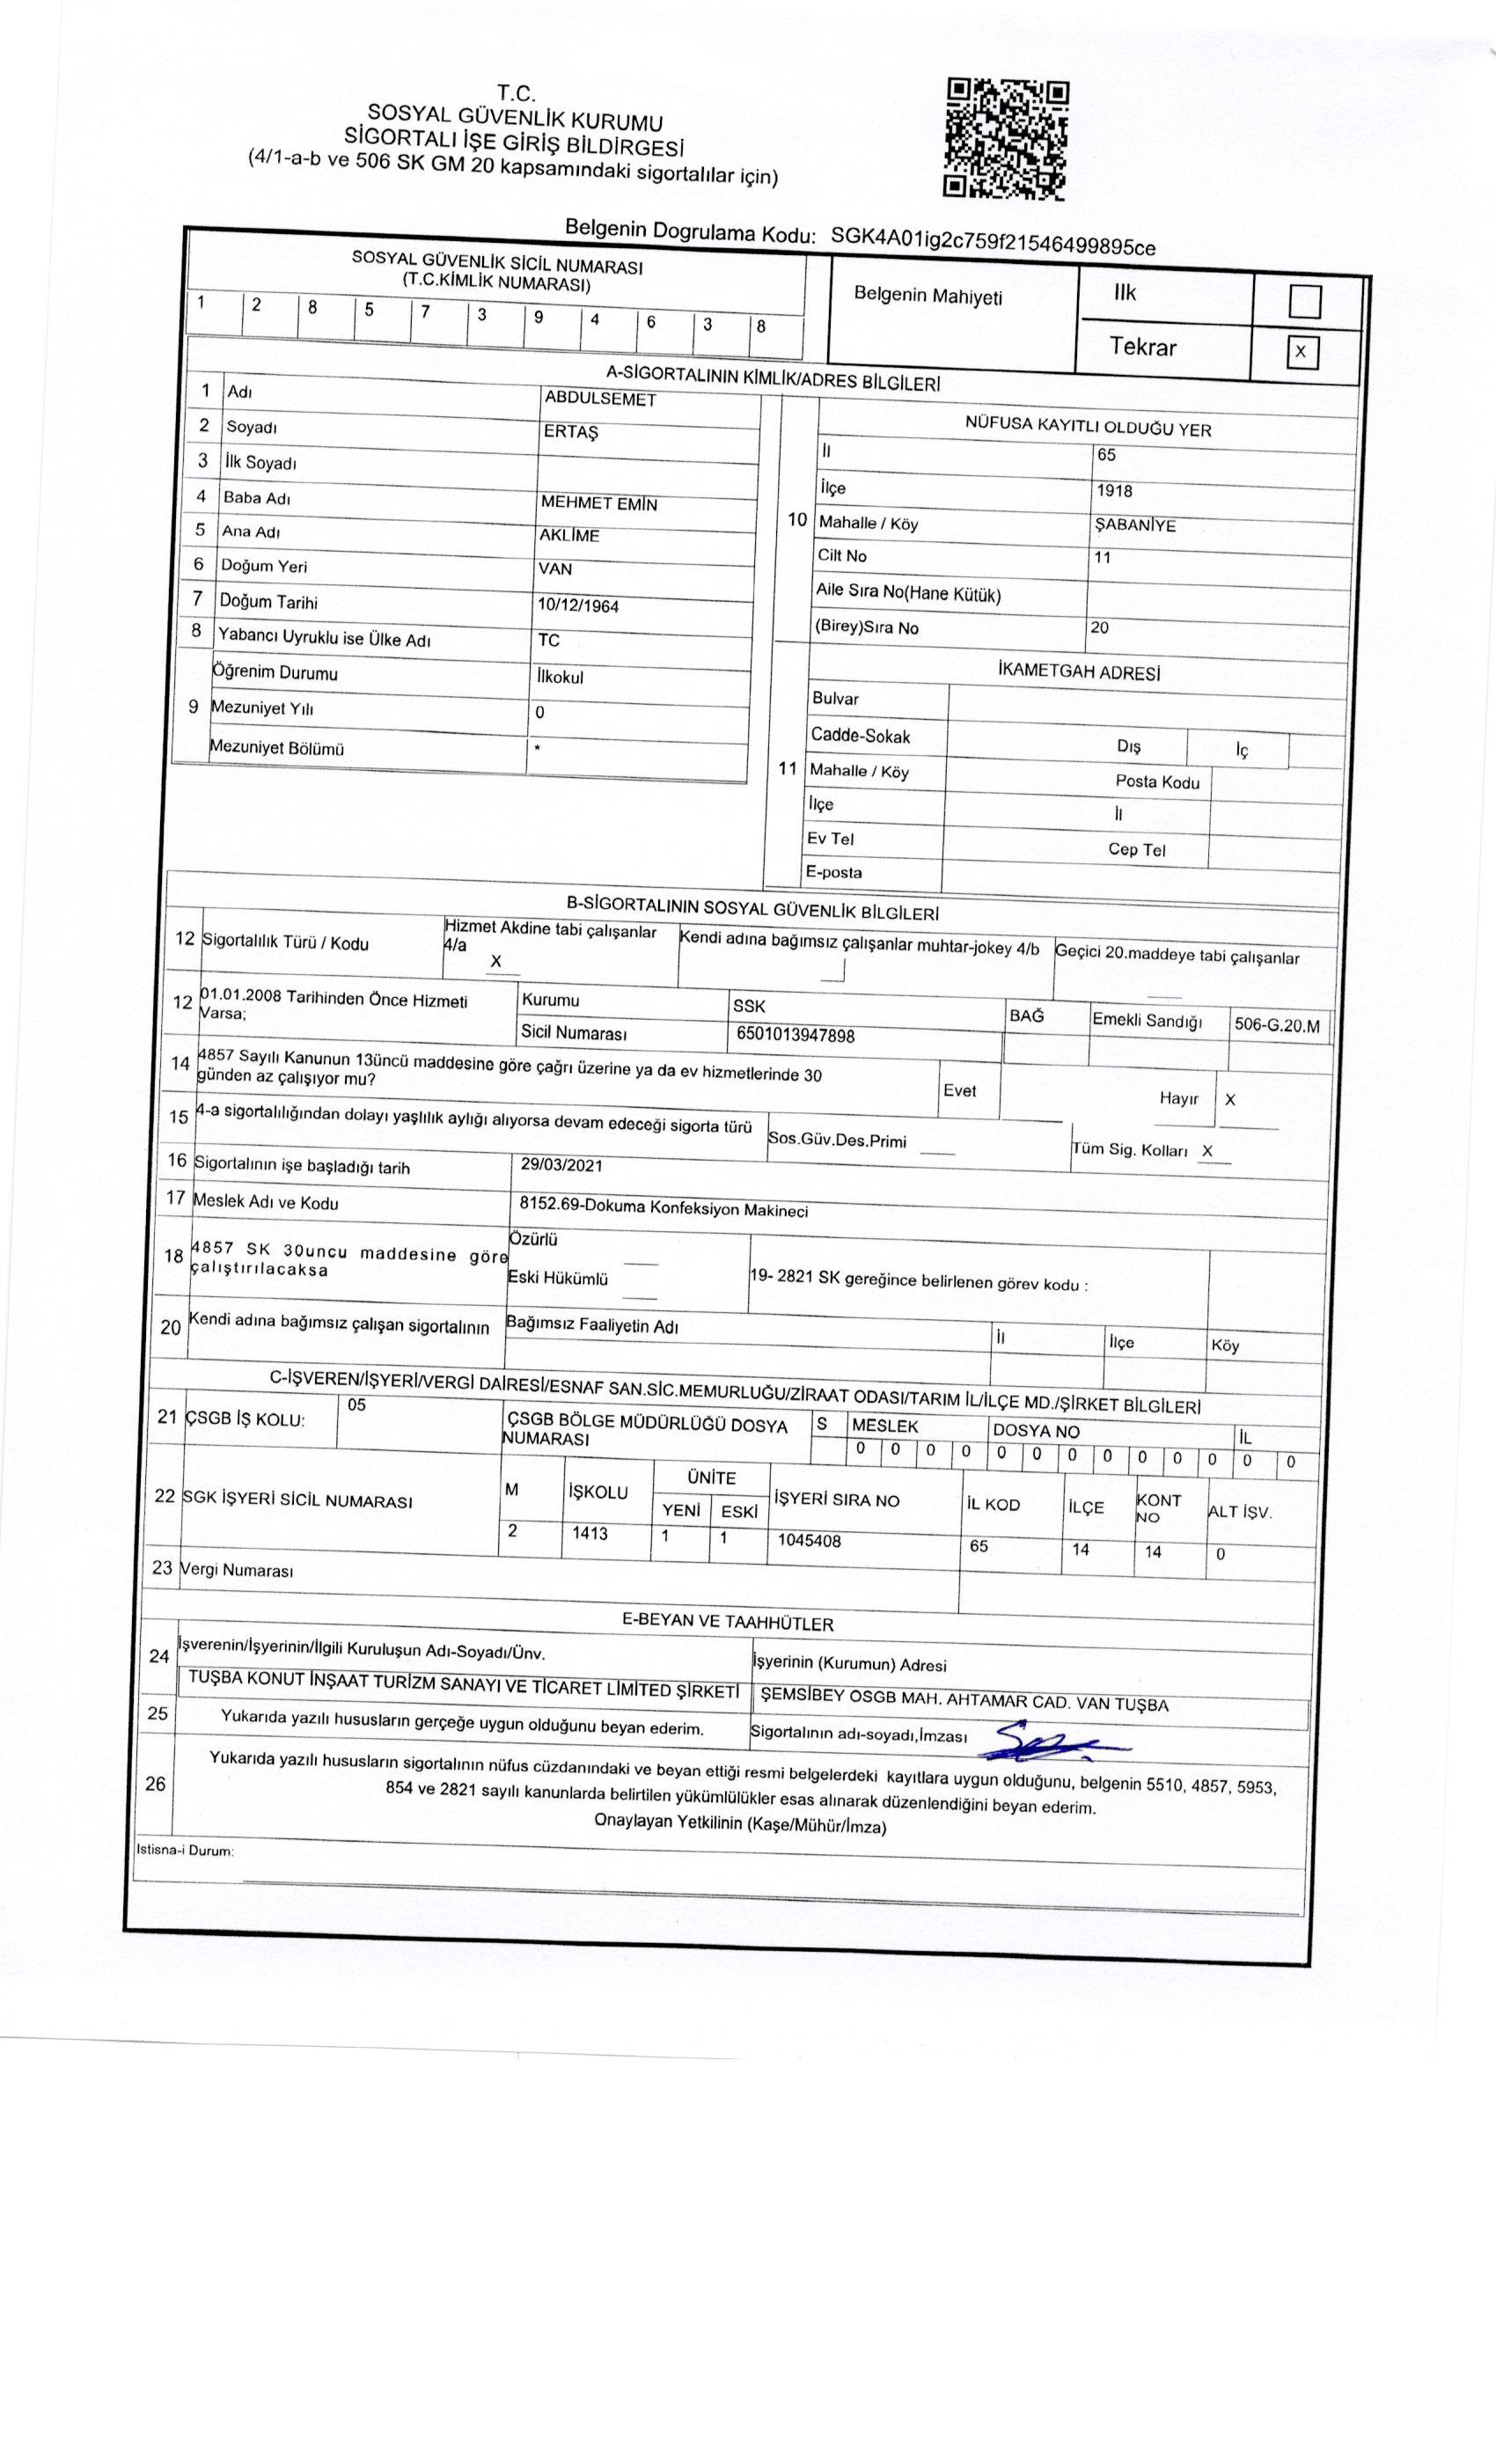 T.C.
SOSYAL GÜVENLİK KURUMU
SİGORTALI İŞE GİRİŞ BİLDİRGESİ
(4/1-a-b ve 506 SK GM 20 kapsamındaki sigortalılar için)
Belgenin Dogrulama Kodu: SGK4A01ig2c759f21546499895ce
SOSYAL GÜVENLİK SİCİL NUMARASI
(T.C.KİMLİK NUMARASI)
1 2 8 5 7 3 9 4 6 3 8
Belgenin Mahiyeti
Ilk
Tekrar X
A-SİGORTALININ KİMLİK/ADRES BİLGİLERİ
1 Adı ABDULSEMET
2 Soyadı ERTAŞ
3 İlk Soyadı
4 Baba Adı MEHMET EMİN
5 Ana Adı AKLİME
6 Doğum Yeri VAN
7 Doğum Tarihi 10/12/1964
8 Yabancı Uyruklu ise Ülke Adı TC
9 Öğrenim Durumu İlkokul
Mezuniyet Yılı 0
Mezuniyet Bölümü *
10 NÜFUSA KAYITLI OLDUĞU YER
İl 65
İlçe 1918
Mahalle / Köy ŞABANİYE
Cilt No 11
Aile Sıra No(Hane Kütük)
(Birey)Sıra No 20
11 İKAMETGAH ADRESİ
Bulvar
Cadde-Sokak Dış İç
Mahalle / Köy Posta Kodu
İlçe İl
Ev Tel Cep Tel
E-posta
B-SİGORTALININ SOSYAL GÜVENLİK BİLGİLERİ
12 Sigortalılık Türü / Kodu Hizmet Akdine tabi çalışanlar 4/a X Kendi adına bağımsız çalışanlar muhtar-jokey 4/b Geçici 20.maddeye tabi çalışanlar
12 01.01.2008 Tarihinden Önce Hizmeti Varsa; Kurumu SSK BAĞ Emekli Sandığı 506-G.20.M
Sicil Numarası 6501013947898
14 4857 Sayılı Kanunun 13üncü maddesine göre çağrı üzerine ya da ev hizmetlerinde 30
günden az çalışıyor mu? Evet Hayır X
15 4-a sigortalılığından dolayı yaşlılık aylığı alıyorsa devam edeceği sigorta türü Sos.Güv.Des.Primi Tüm Sig. Kolları X
16 Sigortalının işe başladığı tarih 29/03/2021
17 Meslek Adı ve Kodu 8152.69-Dokuma Konfeksiyon Makineci
18 4857 SK 30uncu maddesine göre
çalıştırılacaksa
Özürlü
Eski Hükümlü
19- 2821 SK gereğince belirlenen görev kodu :
20 Kendi adına bağımsız çalışan sigortalının Bağımsız Faaliyetin Adı İl İlçe Köy
C-İŞVEREN/İŞYERİ/VERGİ DAİRESİ/ESNAF SAN.SİC.MEMURLUĞU/ZİRAAT ODASI/TARIM İL/İLÇE MD./ŞİRKET BİLGİLERİ
21 ÇSGB İŞ KOLU: 05 ÇSGB BÖLGE MÜDÜRLÜĞÜ DOSYA
NUMARASI
S MESLEK DOSYA NO İL
0 0 0 0 0 0 0 0 0 0 0 0 0
22 SGK İŞYERİ SİCİL NUMARASI
M İŞKOLU ÜNİTE YENİ ESKİ İŞYERİ SIRA NO İL KOD İLÇE KONT NO ALT İŞV.
2 1413 1 1 1045408 65 14 14 0
23 Vergi Numarası
E-BEYAN VE TAAHHÜTLER
24 İşverenin/İşyerinin/İlgili Kuruluşun Adı-Soyadı/Ünv. İşyerinin (Kurumun) Adresi
TUŞBA KONUT İNŞAAT TURİZM SANAYI VE TİCARET LİMİTED ŞİRKETİ ŞEMSİBEY OSGB MAH. AHTAMAR CAD. VAN TUŞBA
25 Yukarıda yazılı hususların gerçeğe uygun olduğunu beyan ederim. Sigortalının adı-soyadı,İmzası
26 Yukarıda yazılı hususların sigortalının nüfus cüzdanındaki ve beyan ettiği resmi belgelerdeki kayıtlara uygun olduğunu, belgenin 5510, 4857, 5953,
854 ve 2821 sayılı kanunlarda belirtilen yükümlülükler esas alınarak düzenlendiğini beyan ederim.
Onaylayan Yetkilinin (Kaşe/Mühür/İmza)
Istisna-i Durum: